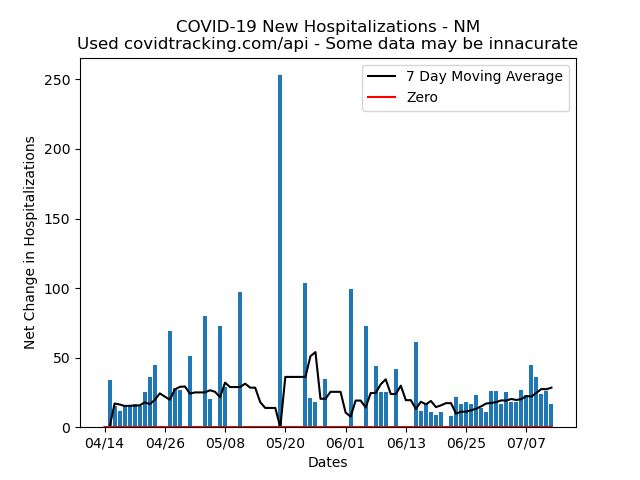 COVID-19 New Hospitalizations - NM
Used covidtracking.com/api - Some data may be innacurate
7 Day Moving Average
Zero
Net Change in Hospitalizations
250
200
150
100
50
0
04/14 04/26 05/08 05/20 06/01 06/13 06/25 07/07
Dates